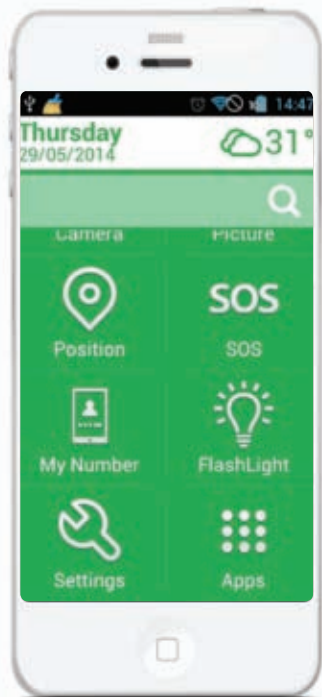 14:47
Thursday
29/05/2014
31°
Camera
Picture
Position
SOS
SOS
My Number
FlashLight
Settings
Apps